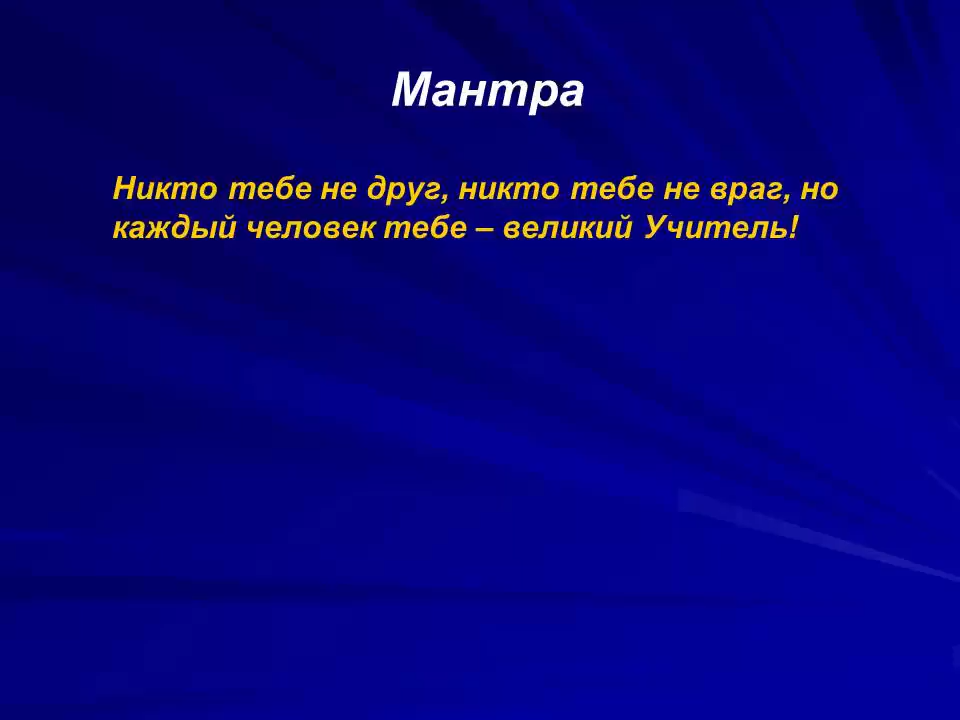 Мантра
Никто тебе не друг, никто тебе не враг, но
каждый человек тебе – великий Учитель!